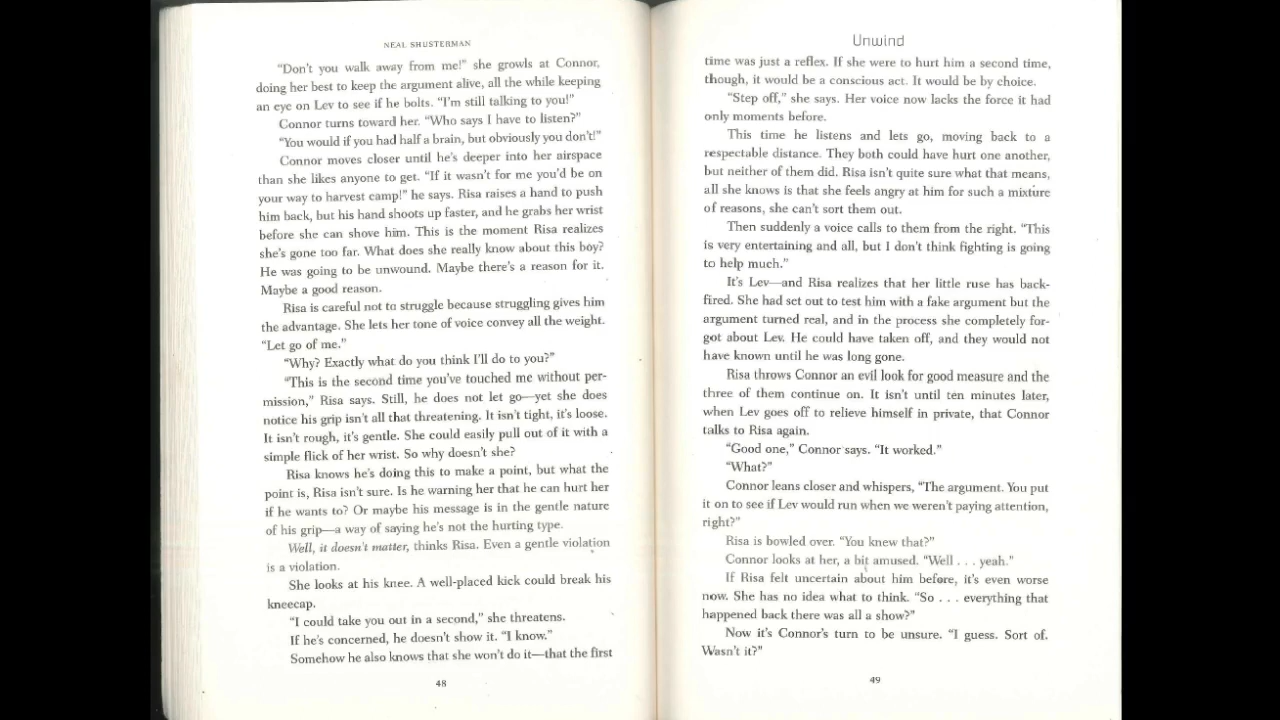 NEAL SHUSTERMAN
“Don’t you walk away from me!” she growls at Connor,
doing her best to keep the argument alive, all the while keeping
an eye on Lev to see if he bolts. “I’m still talking to you!”
Connor turns toward her. “Who says I have to listen?”
“You would if you had half a brain, but obviously you don’t!”
Connor moves closer until he’s deeper into her airspace
than she likes anyone to get. “If it wasn’t for me you’d be on
your way to harvest camp!” he says. Risa raises a hand to push
him back, but his hand shoots up faster, and he grabs her wrist
before she can shove him. This is the moment Risa realizes
she’s gone too far. What does she really know about this boy?
He was going to be unwound. Maybe there’s a reason for it.
Maybe a good reason.
Risa is careful not to struggle because struggling gives him
the advantage. She lets her tone of voice convey all the weight.
“Let go of me.”
“Why? Exactly what do you think I’ll do to you?”
“This is the second time you’ve touched me without per-
mission,” Risa says. Still, he does not let go—yet she does
notice his grip isn’t all that threatening. It isn’t tight, it’s loose.
It isn’t rough, it’s gentle. She could easily pull out of it with a
simple flick of her wrist. So why doesn’t she?
Risa knows he’s doing this to make a point, but what the
point is, Risa isn’t sure. Is he warning her that he can hurt her
if he wants to? Or maybe his message is in the gentle nature
of his grip—a way of saying he’s not the hurting type.
Well, it doesn’t matter, thinks Risa. Even a gentle violation
is a violation.
She looks at his knee. A well-placed kick could break his
kneecap.
“I could take you out in a second,” she threatens.
If he’s concerned, he doesn’t show it. “I know.”
Somehow he also knows that she won’t do it—that the first
48
Unwind
time was just a reflex. If she were to hurt him a second time,
though, it would be a conscious act. It would be by choice.
“Step off,” she says. Her voice now lacks the force it had
only moments before.
This time he listens and lets go, moving back to a
respectable distance. They both could have hurt one another,
but neither of them did. Risa isn’t quite sure what that means,
all she knows is that she feels angry at him for such a mixture
of reasons, she can’t sort them out.
Then suddenly a voice calls to them from the right. “This
is very entertaining and all, but I don’t think fighting is going
to help much.”
It’s Lev—and Risa realizes that her little ruse has back-
fired. She had set out to test him with a fake argument but the
argument turned real, and in the process she completely for-
got about Lev. He could have taken off, and they would not
have known until he was long gone.
Risa throws Connor an evil look for good measure and the
three of them continue on. It isn’t until ten minutes later,
when Lev goes off to relieve himself in private, that Connor
talks to Risa again.
“Good one,” Connor says. “It worked.”
“What?”
Connor leans closer and whispers, “The argument. You put
it on to see if Lev would run when we weren’t paying attention,
right?”
Risa is bowled over. “You knew that?”
Connor looks at her, a bit amused. “Well . . . yeah.”
If Risa felt uncertain about him before, it’s even worse
now. She has no idea what to think. “So . . . everything that
happened back there was all a show?”
Now it’s Connor’s turn to be unsure. “I guess. Sort of.
Wasn’t it?”
49